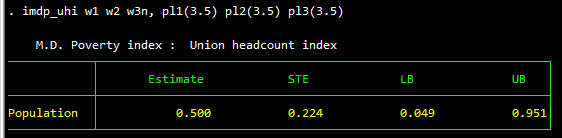 . imdp_uhi w1 w2 w3n, pl1(3.5) pl2(3.5) pl3(3.5)
M.D. Poverty index :  Union headcount index
Estimate STE LB UB
Population 0.500 0.224 0.049 0.951